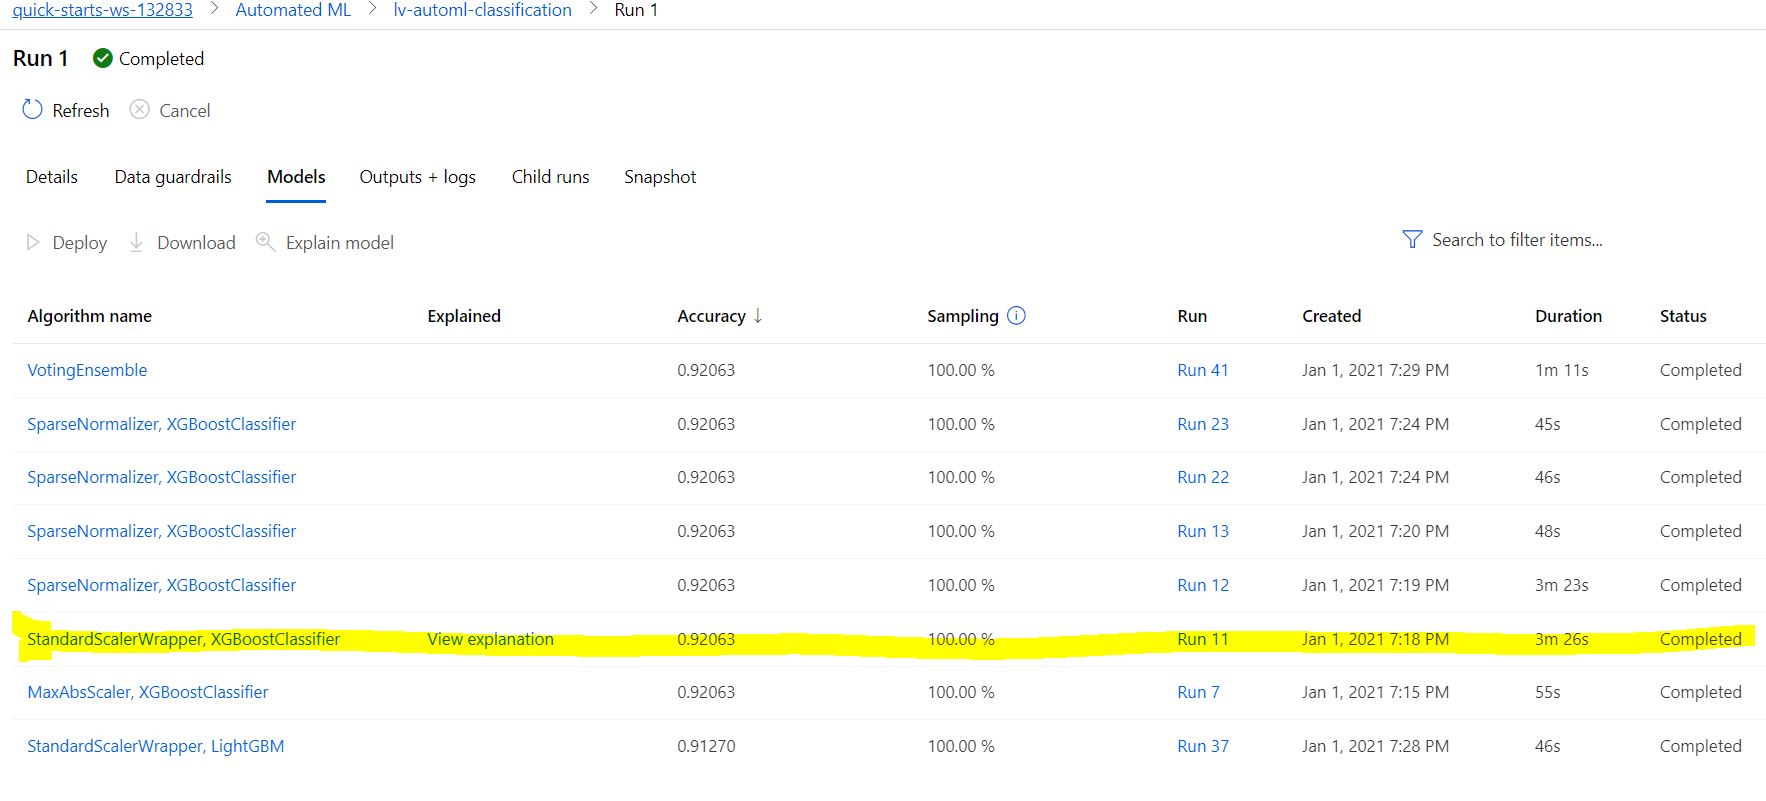 quick-starts-ws-132833 > Automated ML > lv-automl-classification > Run 1
Run 1 Completed
Refresh Cancel
Details Data guardrails Models Outputs + logs Child runs Snapshot
Deploy Download Explain model Search to filter items...
Algorithm name Explained Accuracy ↓ Sampling Run Created Duration Status
VotingEnsemble 0.92063 100.00 % Run 41 Jan 1, 2021 7:29 PM 1m 11s Completed
SparseNormalizer, XGBoostClassifier 0.92063 100.00 % Run 23 Jan 1, 2021 7:24 PM 45s Completed
SparseNormalizer, XGBoostClassifier 0.92063 100.00 % Run 22 Jan 1, 2021 7:24 PM 46s Completed
SparseNormalizer, XGBoostClassifier 0.92063 100.00 % Run 13 Jan 1, 2021 7:20 PM 48s Completed
SparseNormalizer, XGBoostClassifier 0.92063 100.00 % Run 12 Jan 1, 2021 7:19 PM 3m 23s Completed
StandardScalerWrapper, XGBoostClassifier View explanation 0.92063 100.00 % Run 11 Jan 1, 2021 7:18 PM 3m 26s Completed
MaxAbsScaler, XGBoostClassifier 0.92063 100.00 % Run 7 Jan 1, 2021 7:15 PM 55s Completed
StandardScalerWrapper, LightGBM 0.91270 100.00 % Run 37 Jan 1, 2021 7:28 PM 46s Completed